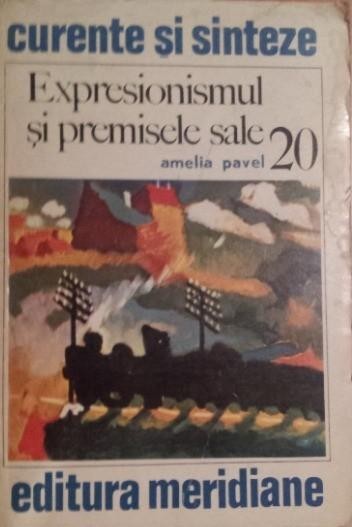 curente și sinteze
Expresionismul
și premisele sale 20
amelia pavel
editura meridiane